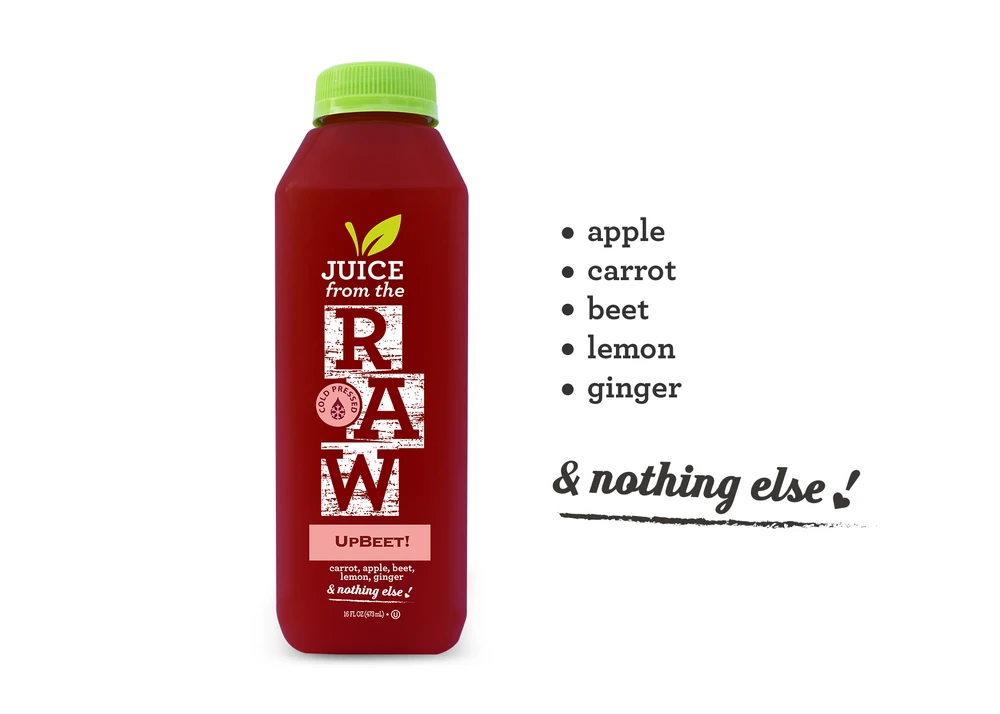 JUICE
from the
R
COLD PRESSED
A
W
UPBEET!
carrot, apple, beet,
lemon, ginger
& nothing else!
16 FL OZ (473 mL) • U
• apple
• carrot
• beet
• lemon
• ginger
& nothing else!